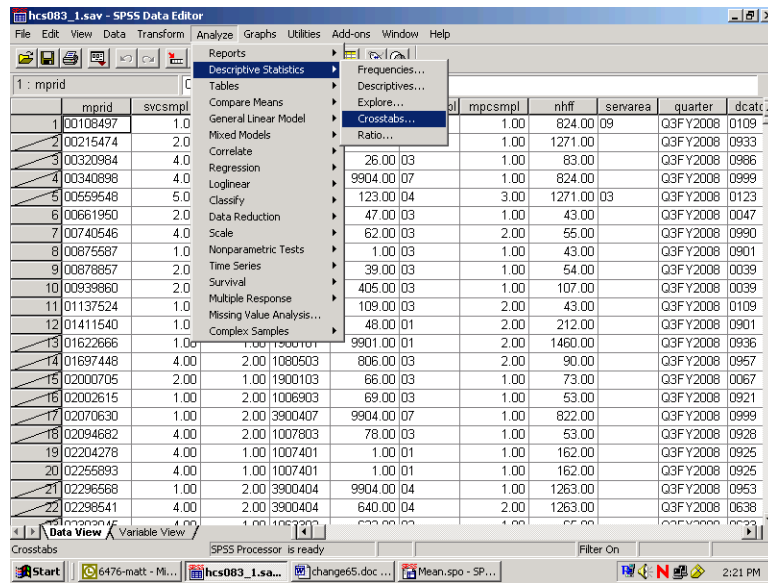 hcs083_1.sav - SPSS Data Editor
File Edit View Data Transform Analyze Graphs Utilities Add-ons Window Help
1 : mprid
Reports
Descriptive Statistics
Tables
Compare Means
General Linear Model
Mixed Models
Correlate
Regression
Loglinear
Classify
Data Reduction
Scale
Nonparametric Tests
Time Series
Survival
Multiple Response
Missing Value Analysis...
Complex Samples
Frequencies...
Descriptives...
Explore...
Crosstabs...
Ratio...
mprid svcsmpl mpcsmpl nhff servarea quarter dcatc
1 00108497 1.0 1.00 824.00 09 Q3FY2008 0109
2 00215474 2.0 1.00 1271.00 Q3FY2008 0933
3 00320984 4.0 26.00 03 1.00 83.00 Q3FY2008 0986
4 00340898 4.0 9904.00 07 1.00 824.00 Q3FY2008 0999
5 00559548 5.0 123.00 04 3.00 1271.00 03 Q3FY2008 0123
6 00661950 2.0 47.00 03 1.00 43.00 Q3FY2008 0047
7 00740546 4.0 62.00 03 2.00 55.00 Q3FY2008 0990
8 00875587 1.0 1.00 03 1.00 43.00 Q3FY2008 0901
9 00878857 2.0 39.00 03 1.00 54.00 Q3FY2008 0039
10 00939860 2.0 405.00 03 1.00 107.00 Q3FY2008 0039
11 01137524 1.0 109.00 03 2.00 43.00 Q3FY2008 0109
12 01411540 1.0 48.00 01 2.00 212.00 Q3FY2008 0901
13 01622666 1.00 1.00 1900101 9901.00 01 2.00 1460.00 Q3FY2008 0936
14 01697448 4.00 2.00 1080503 806.00 03 2.00 90.00 Q3FY2008 0957
15 02000705 2.00 1.00 1900103 66.00 03 1.00 73.00 Q3FY2008 0067
16 02002615 1.00 2.00 1006903 69.00 03 1.00 53.00 Q3FY2008 0921
17 02070630 1.00 2.00 3900407 9904.00 07 1.00 822.00 Q3FY2008 0999
18 02094682 4.00 2.00 1007803 78.00 03 1.00 53.00 Q3FY2008 0928
19 02204278 4.00 1.00 1007401 1.00 01 1.00 162.00 Q3FY2008 0925
20 02255893 4.00 1.00 1007401 1.00 01 1.00 162.00 Q3FY2008 0925
21 02296568 1.00 2.00 3900404 9904.00 04 1.00 1263.00 Q3FY2008 0953
22 02298541 4.00 2.00 3900404 640.00 04 2.00 1263.00 Q3FY2008 0638
Data View Variable View
Crosstabs SPSS Processor is ready Filter On
Start 6476-matt - Mi... hcs083_1.sa... change65.doc ... Mean.spo - SP... 2:21 PM